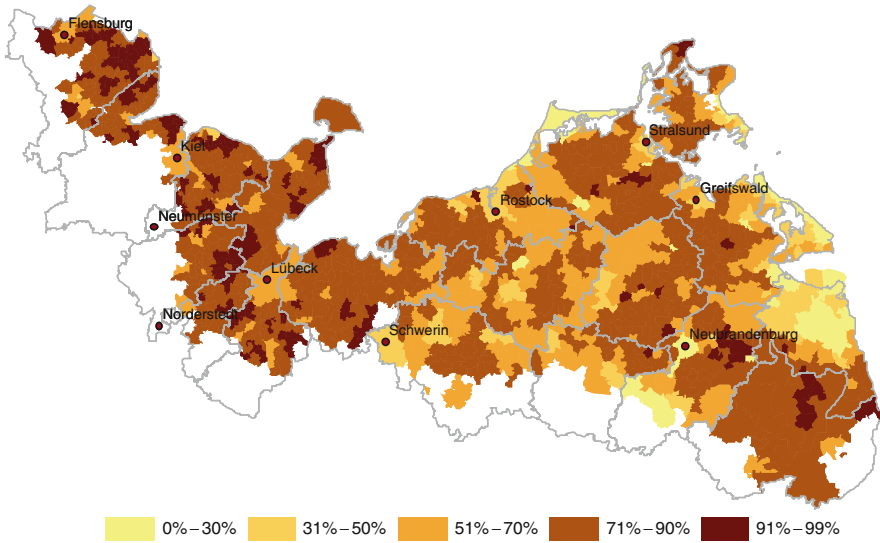 Flensburg
Kiel
Stralsund
Greifswald
Rostock
Neumünster
Lübeck
Norderstedt
Schwerin
Neubrandenburg
0%–30% 31%–50% 51%–70% 71%–90% 91%–99%